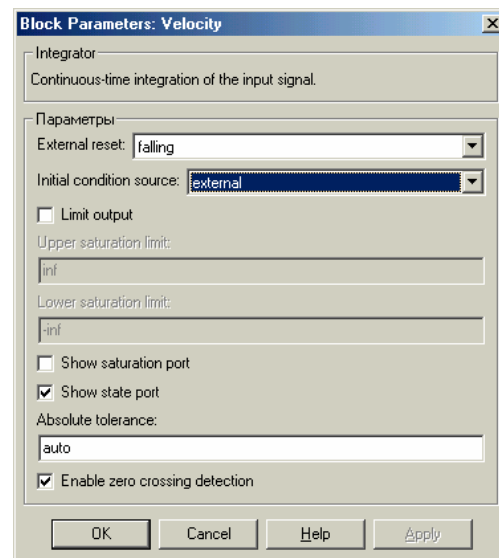 Block Parameters: Velocity
Integrator
Continuous-time integration of the input signal.
Параметры
External reset: falling
Initial condition source: external
Limit output
Upper saturation limit:
inf
Lower saturation limit:
-inf
Show saturation port
Show state port
Absolute tolerance:
auto
Enable zero crossing detection
OK Cancel Help Apply